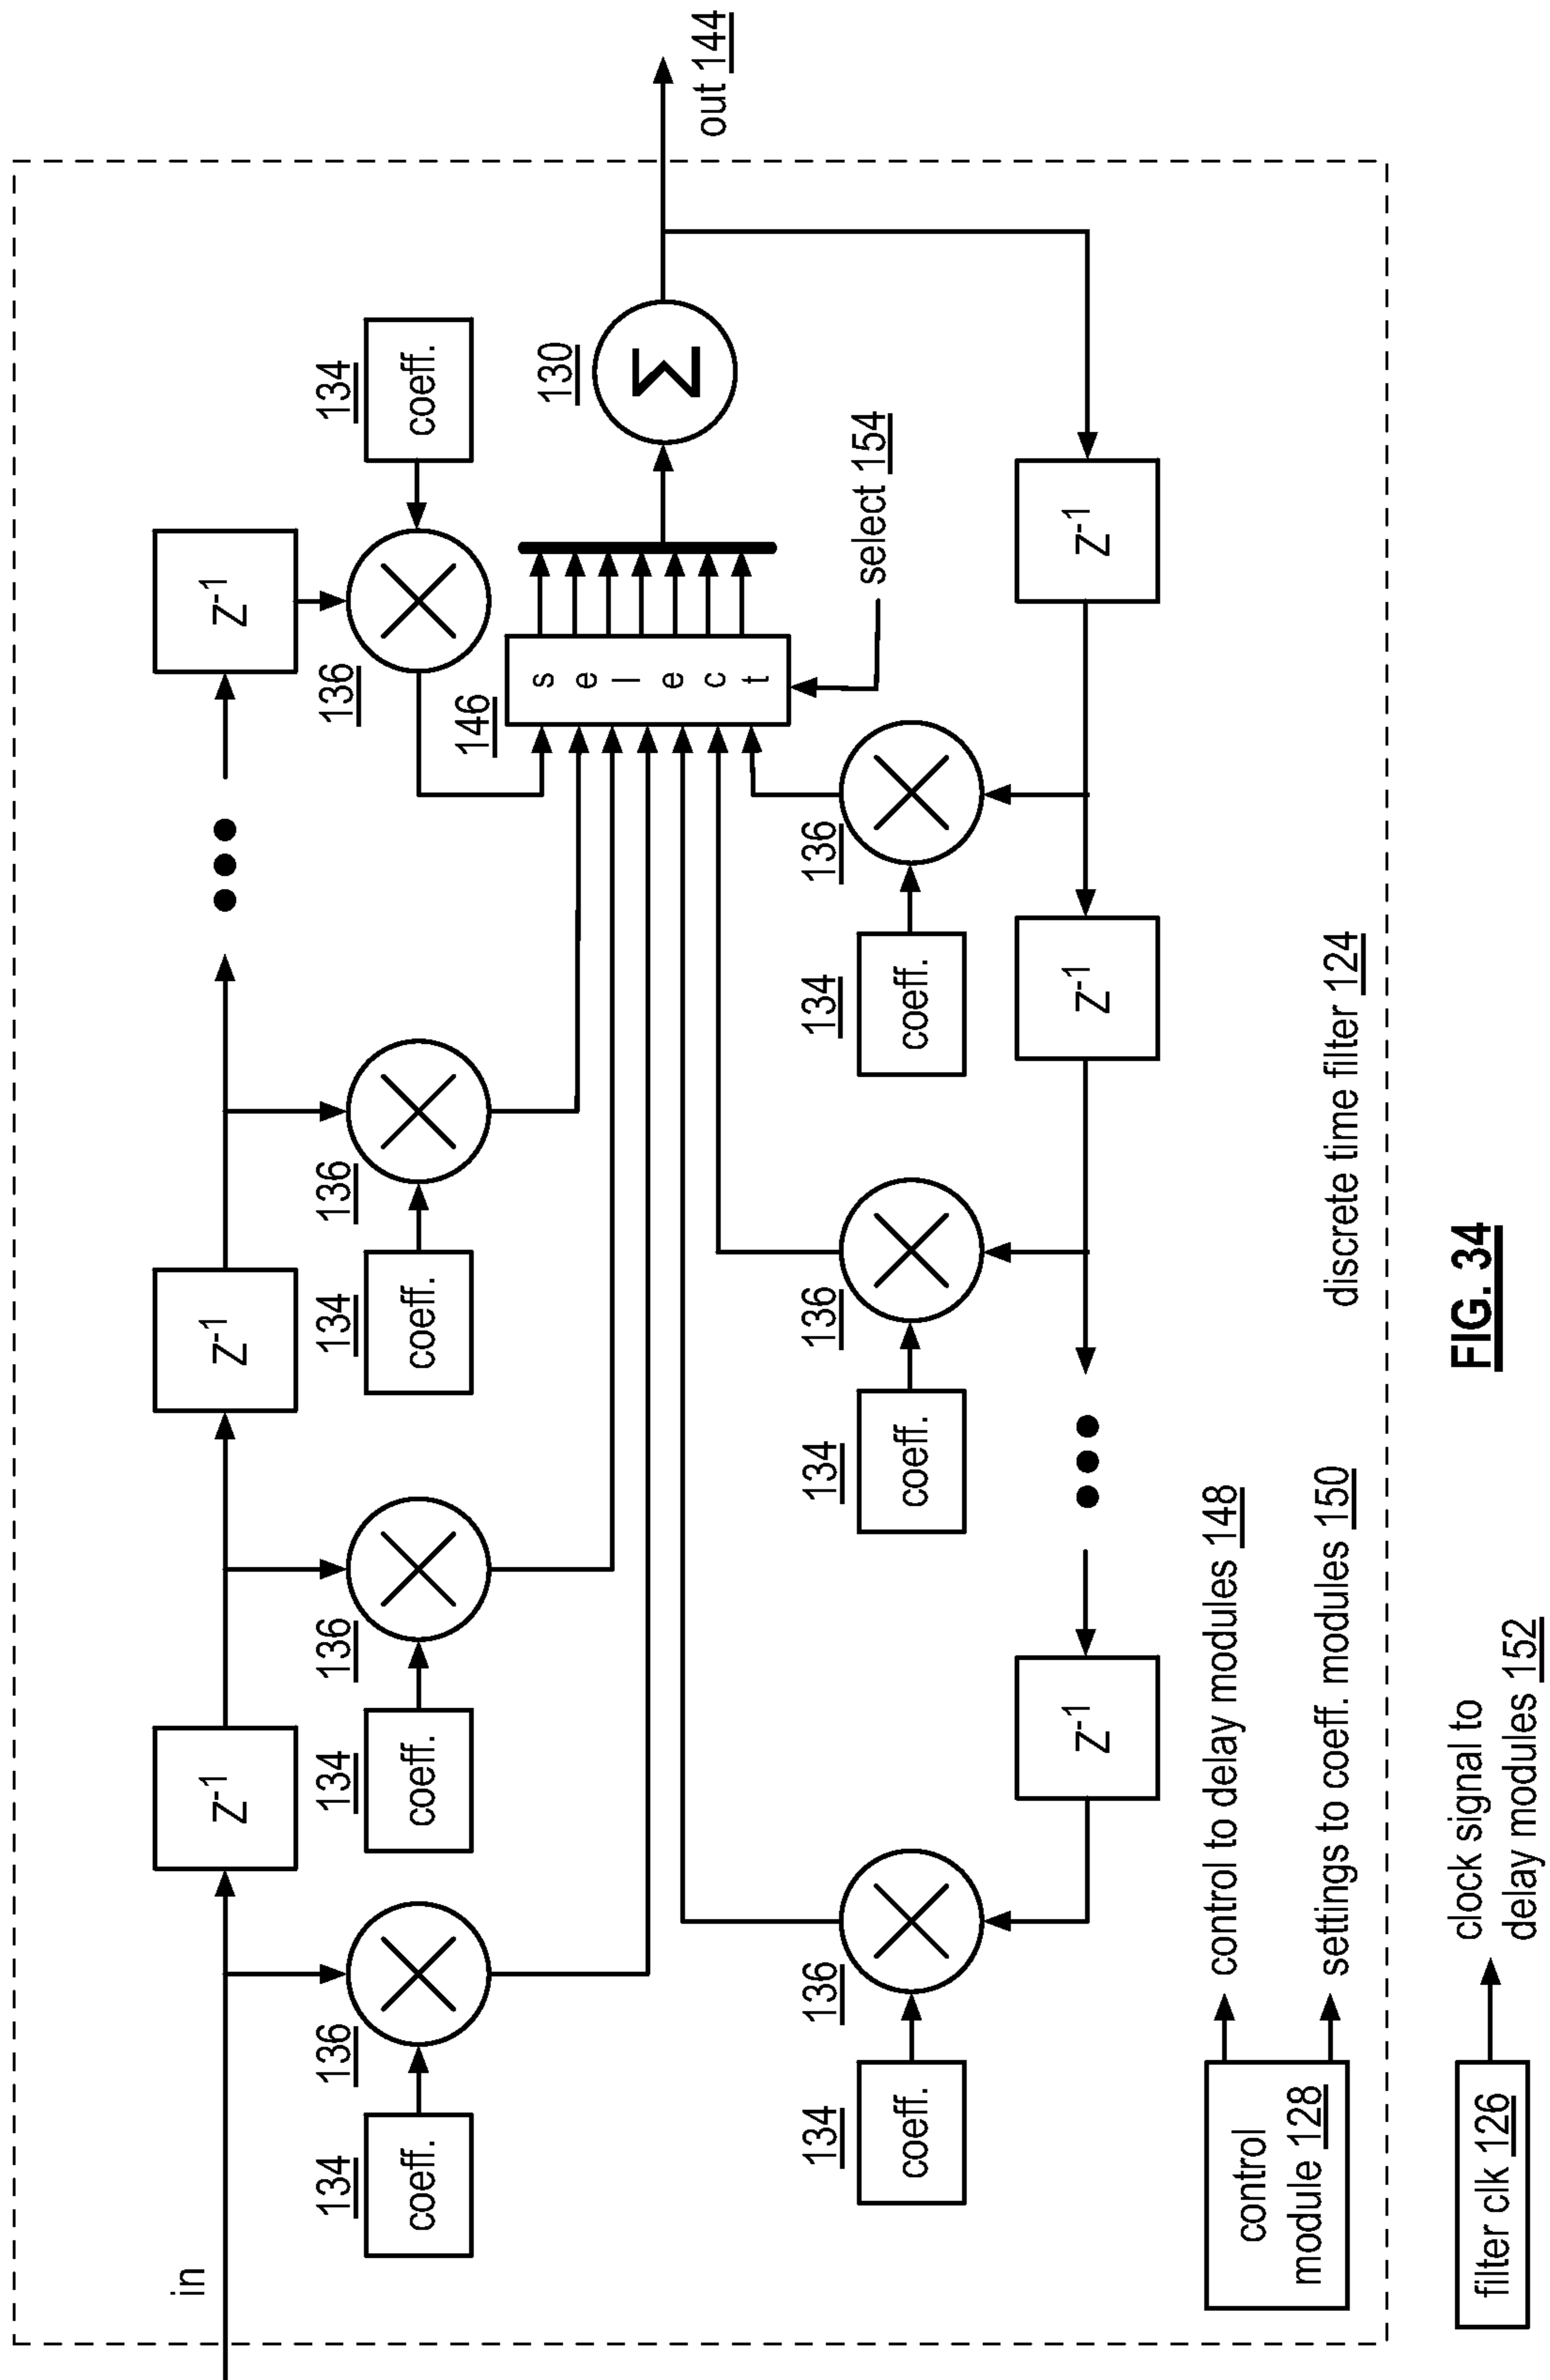 in
Z-1
Z-1
Z-1
134
coeff.
136
134
coeff.
136
134
coeff.
136
136
134
coeff.
146
select
130
Σ
out 144
select 154
134
coeff.
136
134
coeff.
136
134
coeff.
136
Z-1
Z-1
Z-1
control
module 128
control to delay modules 148
settings to coeff. modules 150
discrete time filter 124
filter clk 126
clock signal to
delay modules 152
FIG. 34